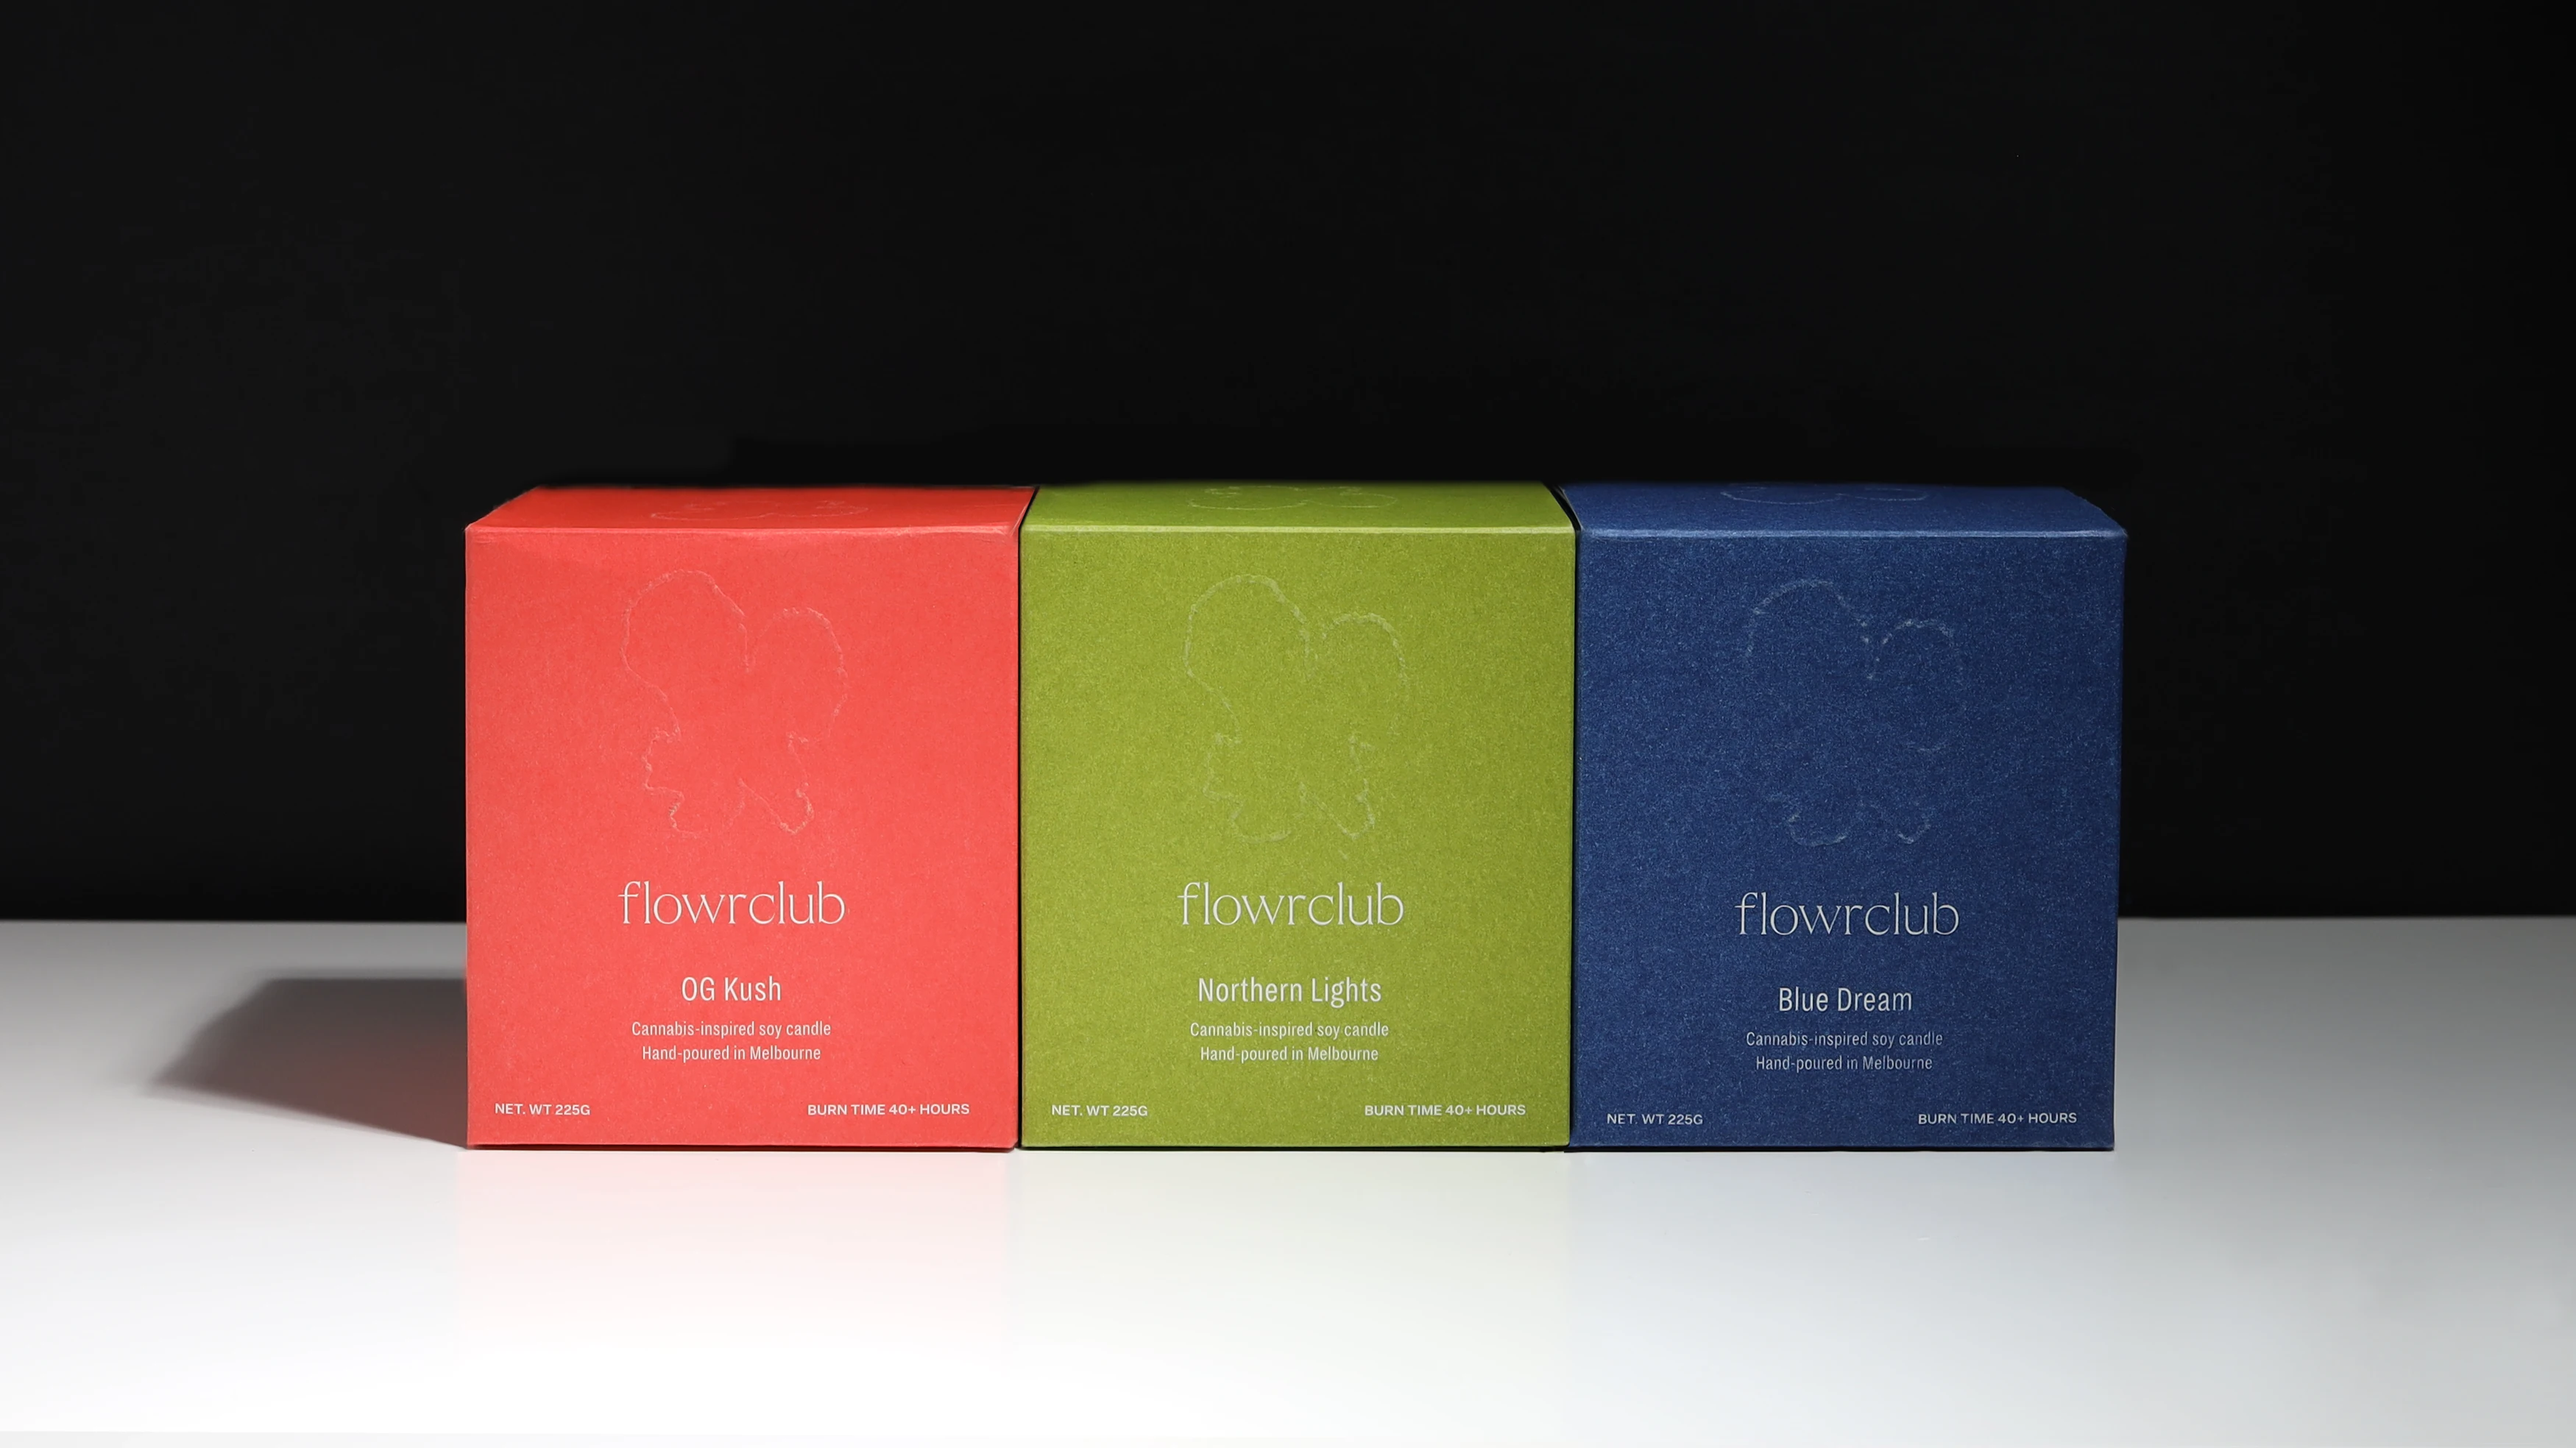 flowrclub
OG Kush
Cannabis-inspired soy candle
Hand-poured in Melbourne
NET. WT 225G
BURN TIME 40+ HOURS
flowrclub
Northern Lights
Cannabis-inspired soy candle
Hand-poured in Melbourne
NET. WT 225G
BURN TIME 40+ HOURS
flowrclub
Blue Dream
Cannabis-inspired soy candle
Hand-poured in Melbourne
NET. WT 225G
BURN TIME 40+ HOURS